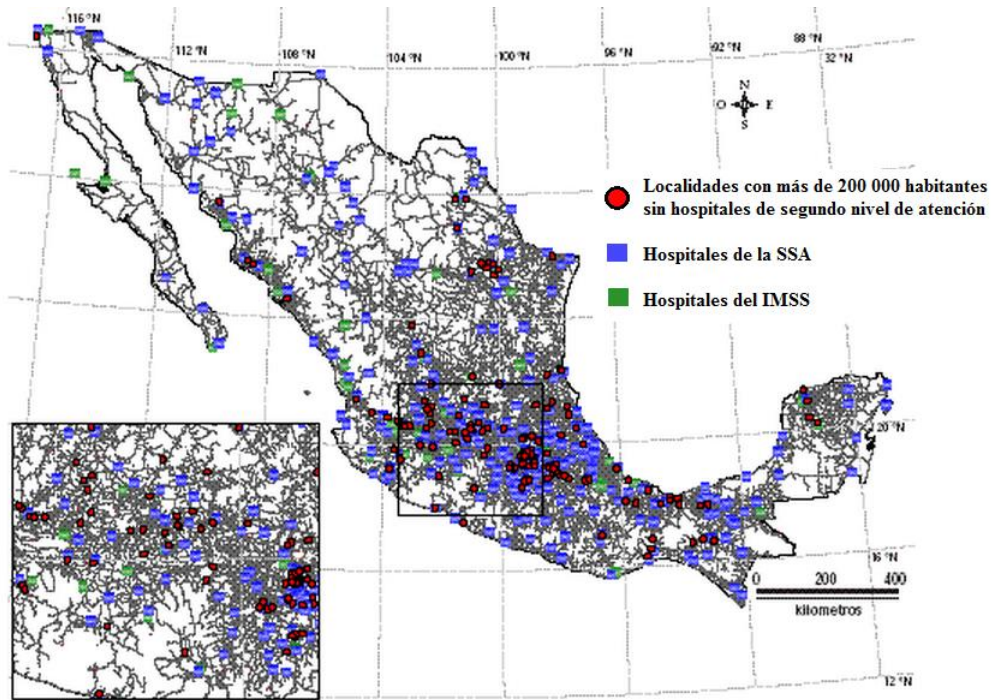 116 °N
112 °N
108 °N
104 °N
100 °N
96 °N
92 °N
88 °N
32 °N
N
O E
S
Localidades con más de 200 000 habitantes
sin hospitales de segundo nivel de atención
Hospitales de la SSA
Hospitales del IMSS
20 °N
16 °N
0 200 400
kilometros
12 °N